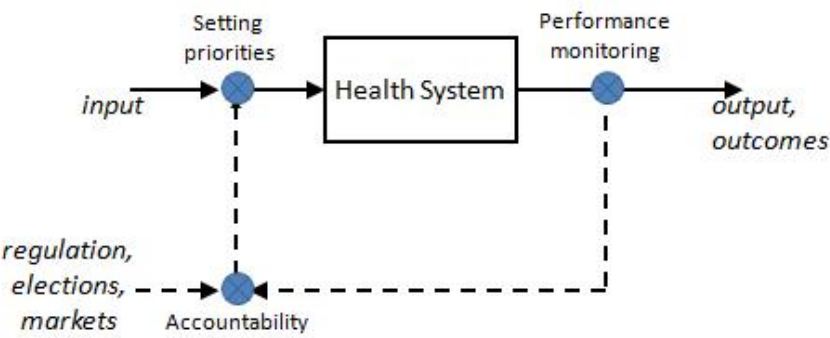 Setting
priorities
Performance
monitoring
input
Health System
output,
outcomes
regulation,
elections,
markets
Accountability